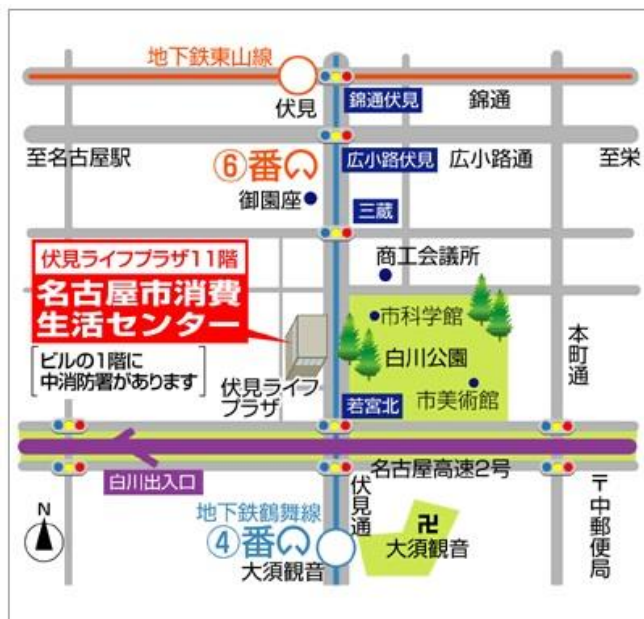 地下鉄東山線
伏見
錦通伏見
錦通
至名古屋駅
⑥番
広小路伏見
広小路通
至栄
御園座
三蔵
商工会議所
伏見ライフプラザ11階
名古屋市消費
生活センター
ビルの1階に
中消防署があります
市科学館
白川公園
市美術館
本町通
伏見ライフ
プラザ
若宮北
名古屋高速2号
白川出入口
伏見通
〒中郵便局
N
地下鉄鶴舞線
④番
大須観音
卍
大須観音